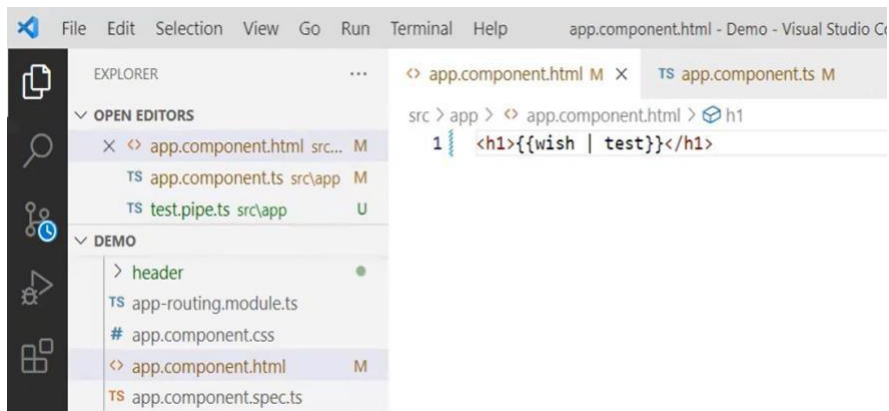 File Edit Selection View Go Run Terminal Help app.component.html - Demo - Visual Studio Co
EXPLORER ...
OPEN EDITORS
app.component.html src... M
TS app.component.ts src\app M
TS test.pipe.ts src\app U
DEMO
> header
TS app-routing.module.ts
# app.component.css
<> app.component.html M
TS app.component.spec.ts
<> app.component.html M X TS app.component.ts M
src > app > <> app.component.html > h1
1 <h1>{{wish | test}}</h1>